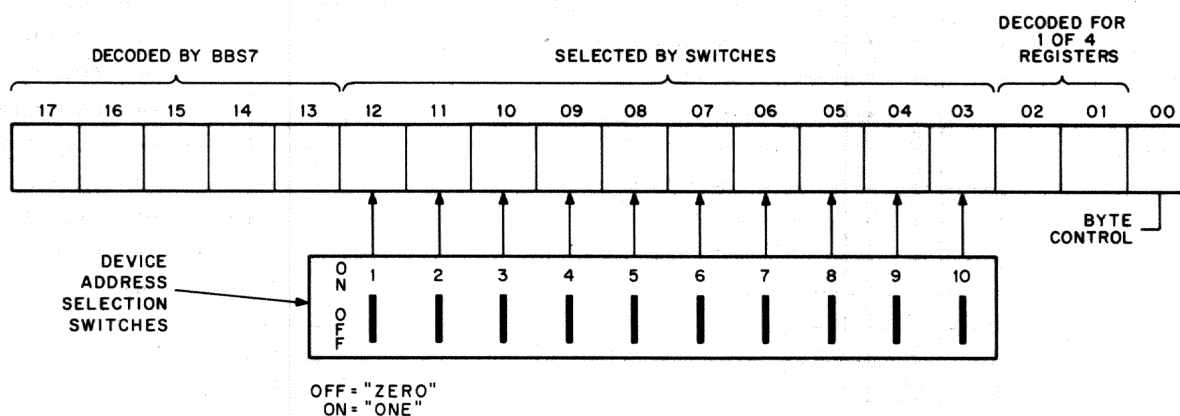 DECODED BY BBS7
SELECTED BY SWITCHES
DECODED FOR
1 OF 4
REGISTERS
17 16 15 14 13 12 11 10 09 08 07 06 05 04 03 02 01 00
BYTE
CONTROL
DEVICE
ADDRESS
SELECTION
SWITCHES
ON
1 2 3 4 5 6 7 8 9 10
OFF
OFF = "ZERO"
ON = "ONE"